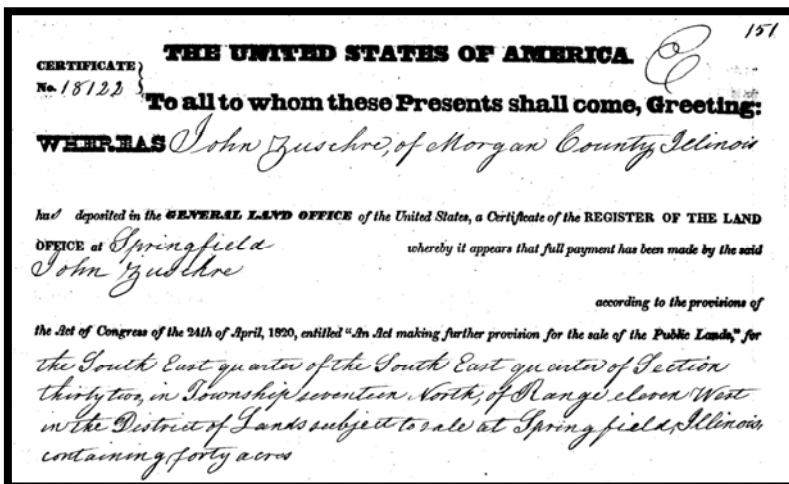 151
THE UNITED STATES OF AMERICA.
CERTIFICATE
No. 18122
To all to whom these Presents shall come, Greeting:
WHEREAS John Zuschre, of Morgan County, Illinois
has deposited in the GENERAL LAND OFFICE of the United States, a Certificate of the REGISTER OF THE LAND
OFFICE at Springfield whereby it appears that full payment has been made by the said
John Zuschre
according to the provisions of
the Act of Congress of the 24th of April, 1820, entitled "An Act making further provision for the sale of the Public Lands," for
the South East quarter of the South East quarter of Section
thirty two, in Township seventeen North, of Range eleven West
in the District of Lands subject to sale at Springfield, Illinois,
containing forty acres